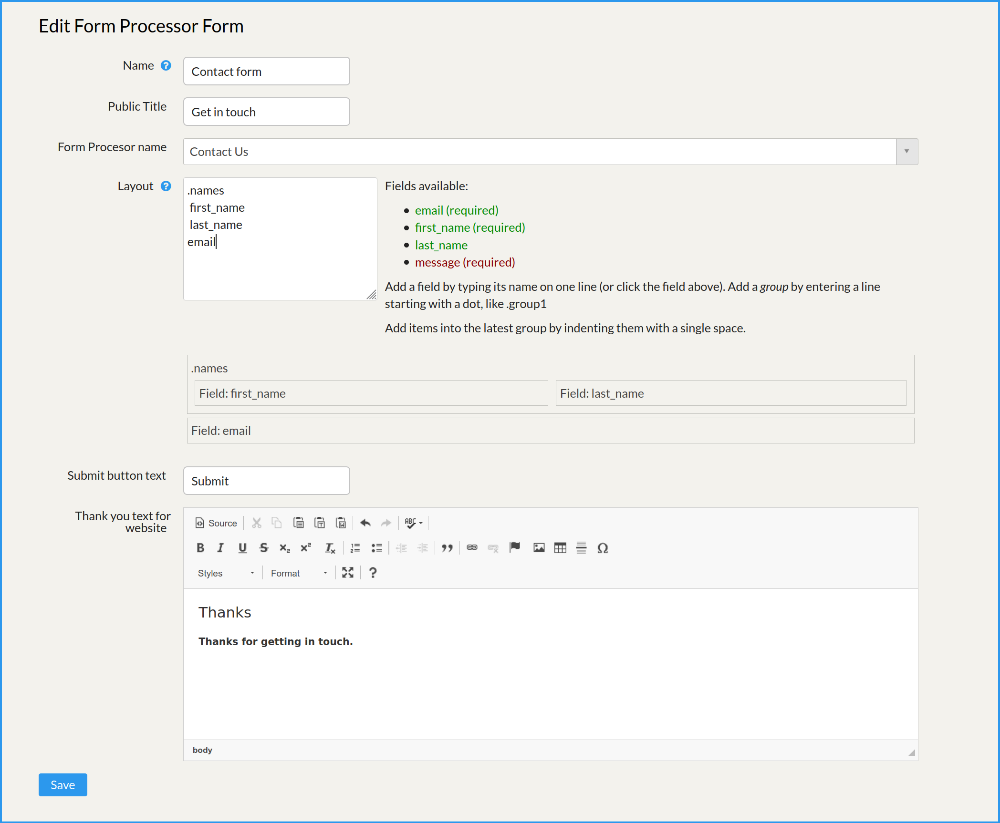 Edit Form Processor Form
Name ?
Contact form
Public Title
Get in touch
Form Procesor name
Contact Us
Layout ?
.names
 first_name
 last_name
email
Fields available:
• email (required)
• first_name (required)
• last_name
• message (required)
Add a field by typing its name on one line (or click the field above). Add a group by entering a line
starting with a dot, like .group1
Add items into the latest group by indenting them with a single space.
.names
Field: first_name
Field: last_name
Field: email
Submit button text
Submit
Thank you text for
website
Source
ABC
B I U S x₂ x² Tx
Ω
Styles
Format
?
Thanks
Thanks for getting in touch.
body
Save